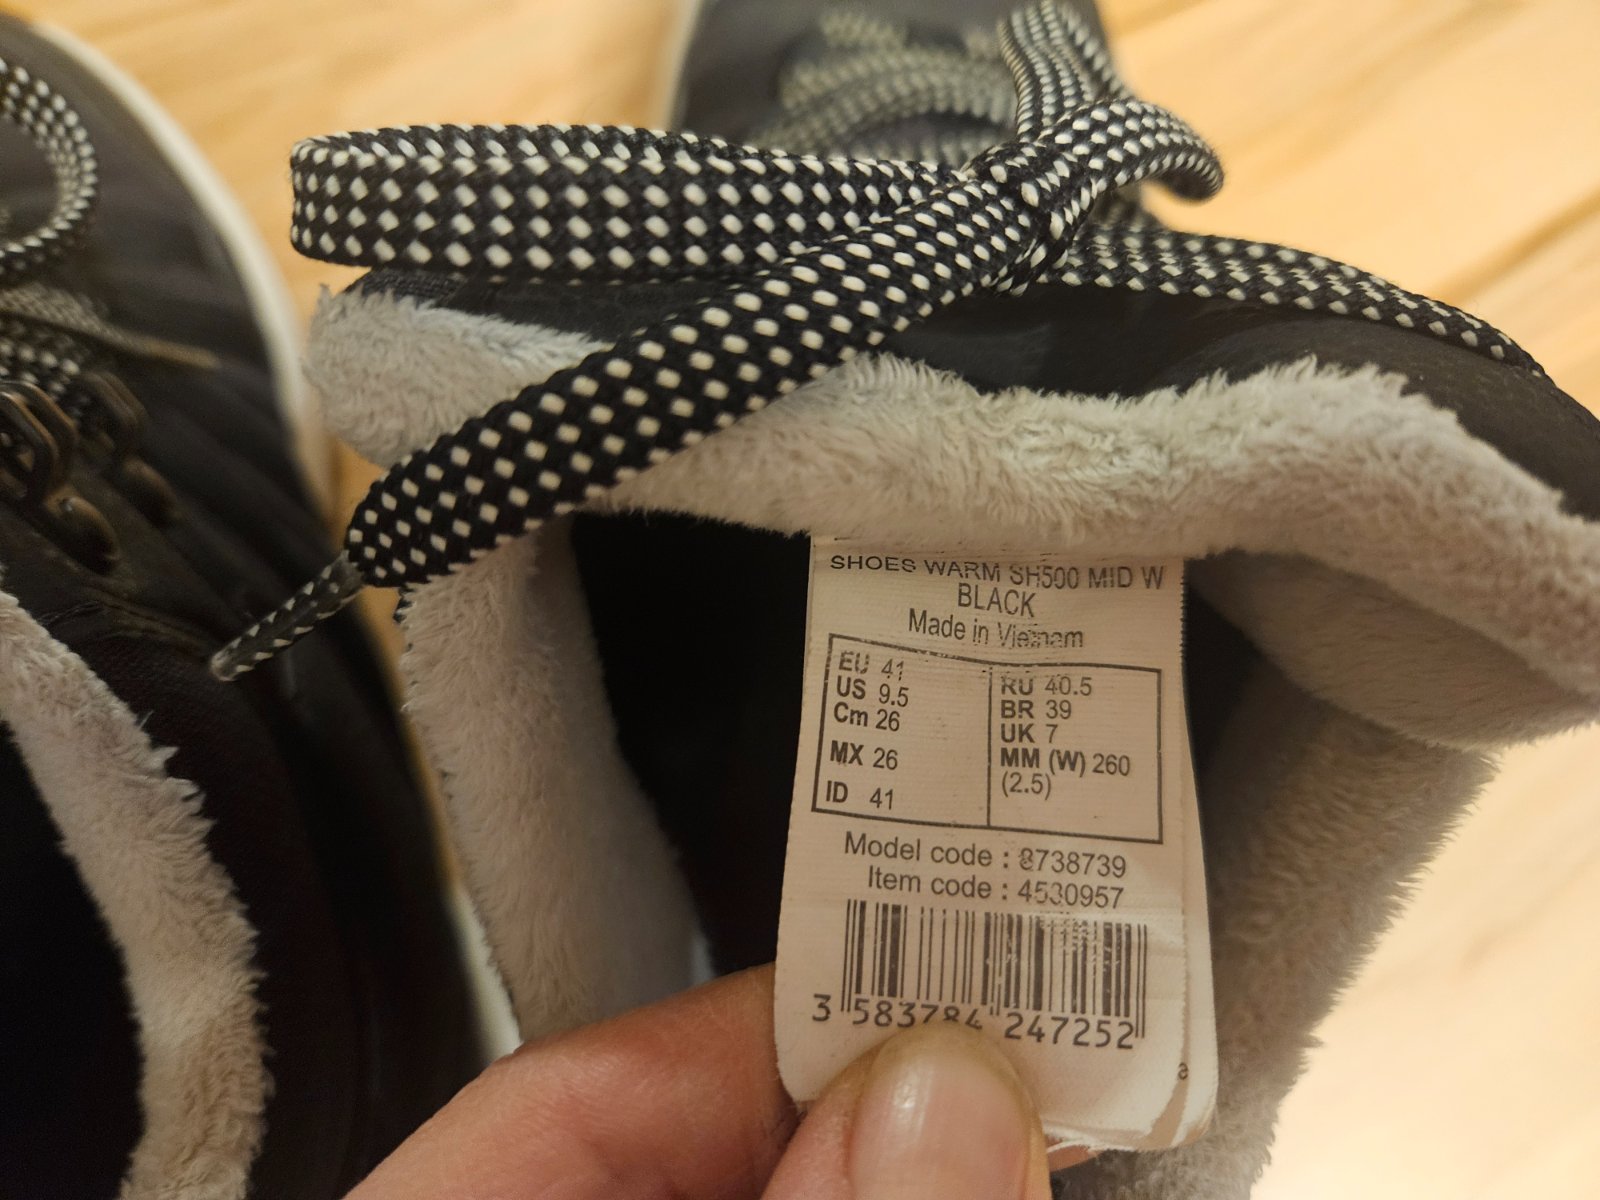 SHOES WARM SH500 MID W
BLACK
Made in Vietnam
EU 41
US 9.5
Cm 26
MX 26
ID 41
RU 40.5
BR 39
UK 7
MM (W) 260
(2.5)
Model code : 8738739
Item code : 4530957
3 583784 247252
a